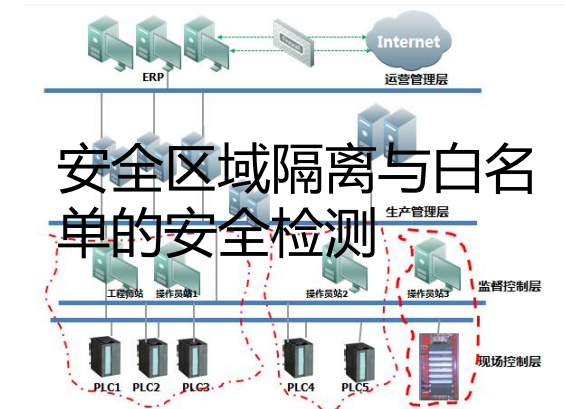 Internet
ERP
运营管理层
安全区域隔离与白名
单的安全检测
生产管理层
工程师站 操作员站1 操作员站2 操作员站3 监督控制层
现场控制层
PLC1 PLC2 PLC3 PLC4 PLC5